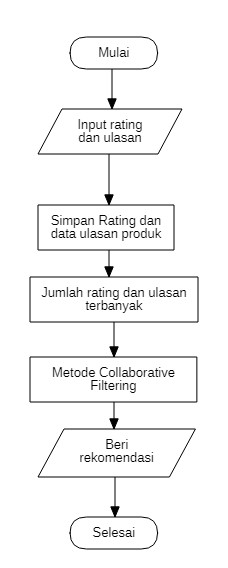 Mulai
Input rating
dan ulasan
Simpan Rating dan
data ulasan produk
Jumlah rating dan ulasan
terbanyak
Metode Collaborative
Filtering
Beri
rekomendasi
Selesai